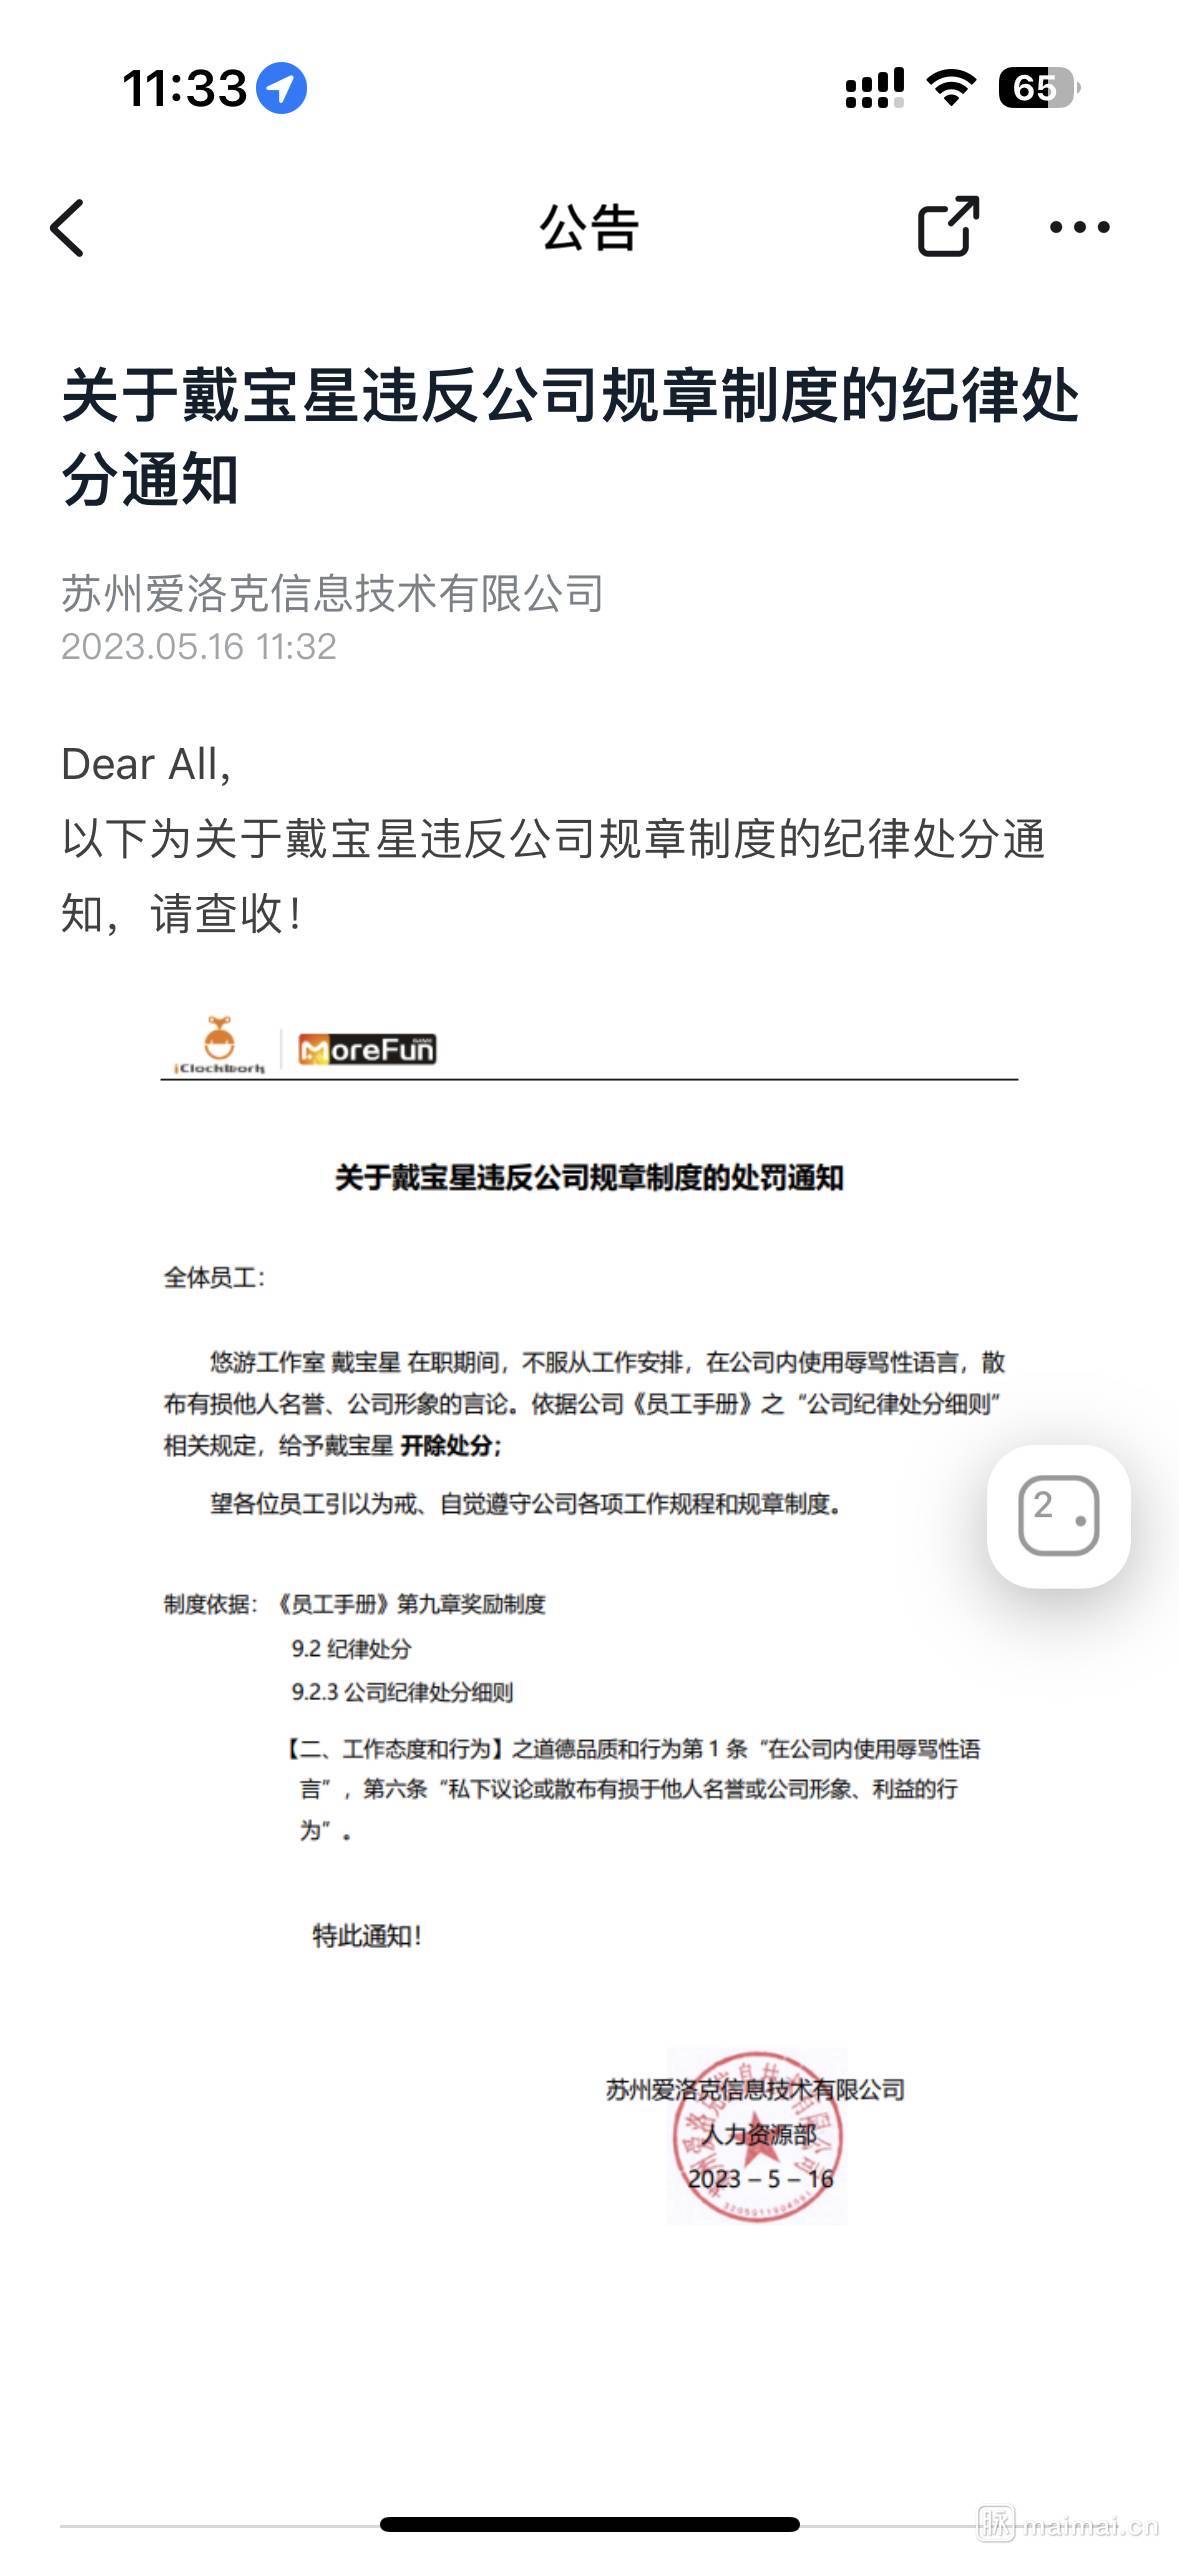 11:33
65
公告
关于戴宝星违反公司规章制度的纪律处
分通知
苏州爱洛克信息技术有限公司
2023.05.16 11:32
Dear All,
以下为关于戴宝星违反公司规章制度的纪律处分通
知，请查收！
iClockwork MoreFun
关于戴宝星违反公司规章制度的处罚通知
全体员工：
悠游工作室 戴宝星 在职期间，不服从工作安排，在公司内使用辱骂性语言，散
布有损他人名誉、公司形象的言论。依据公司《员工手册》之“公司纪律处分细则”
相关规定，给予戴宝星 开除处分；
望各位员工引以为戒、自觉遵守公司各项工作规程和规章制度。
2
制度依据：《员工手册》第九章奖励制度
9.2 纪律处分
9.2.3 公司纪律处分细则
【二、工作态度和行为】之道德品质和行为第 1 条“在公司内使用辱骂性语
言”，第六条“私下议论或散布有损于他人名誉或公司形象、利益的行
为”。
特此通知！
苏州爱洛克信息技术有限公司
人力资源部
2023 – 5 – 16
脉 maimai.cn